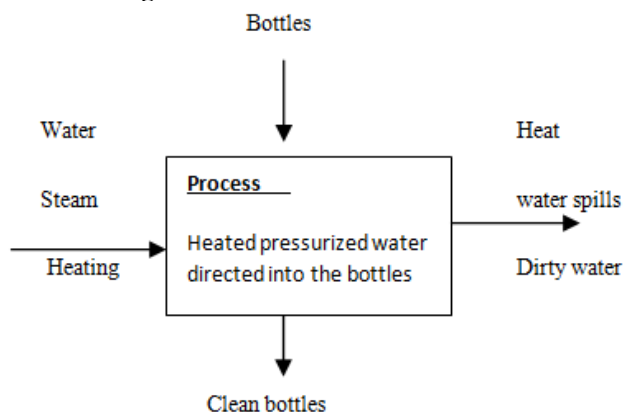 Bottles
Water
Steam
Heating
Process
Heated pressurized water
directed into the bottles
Heat
water spills
Dirty water
Clean bottles